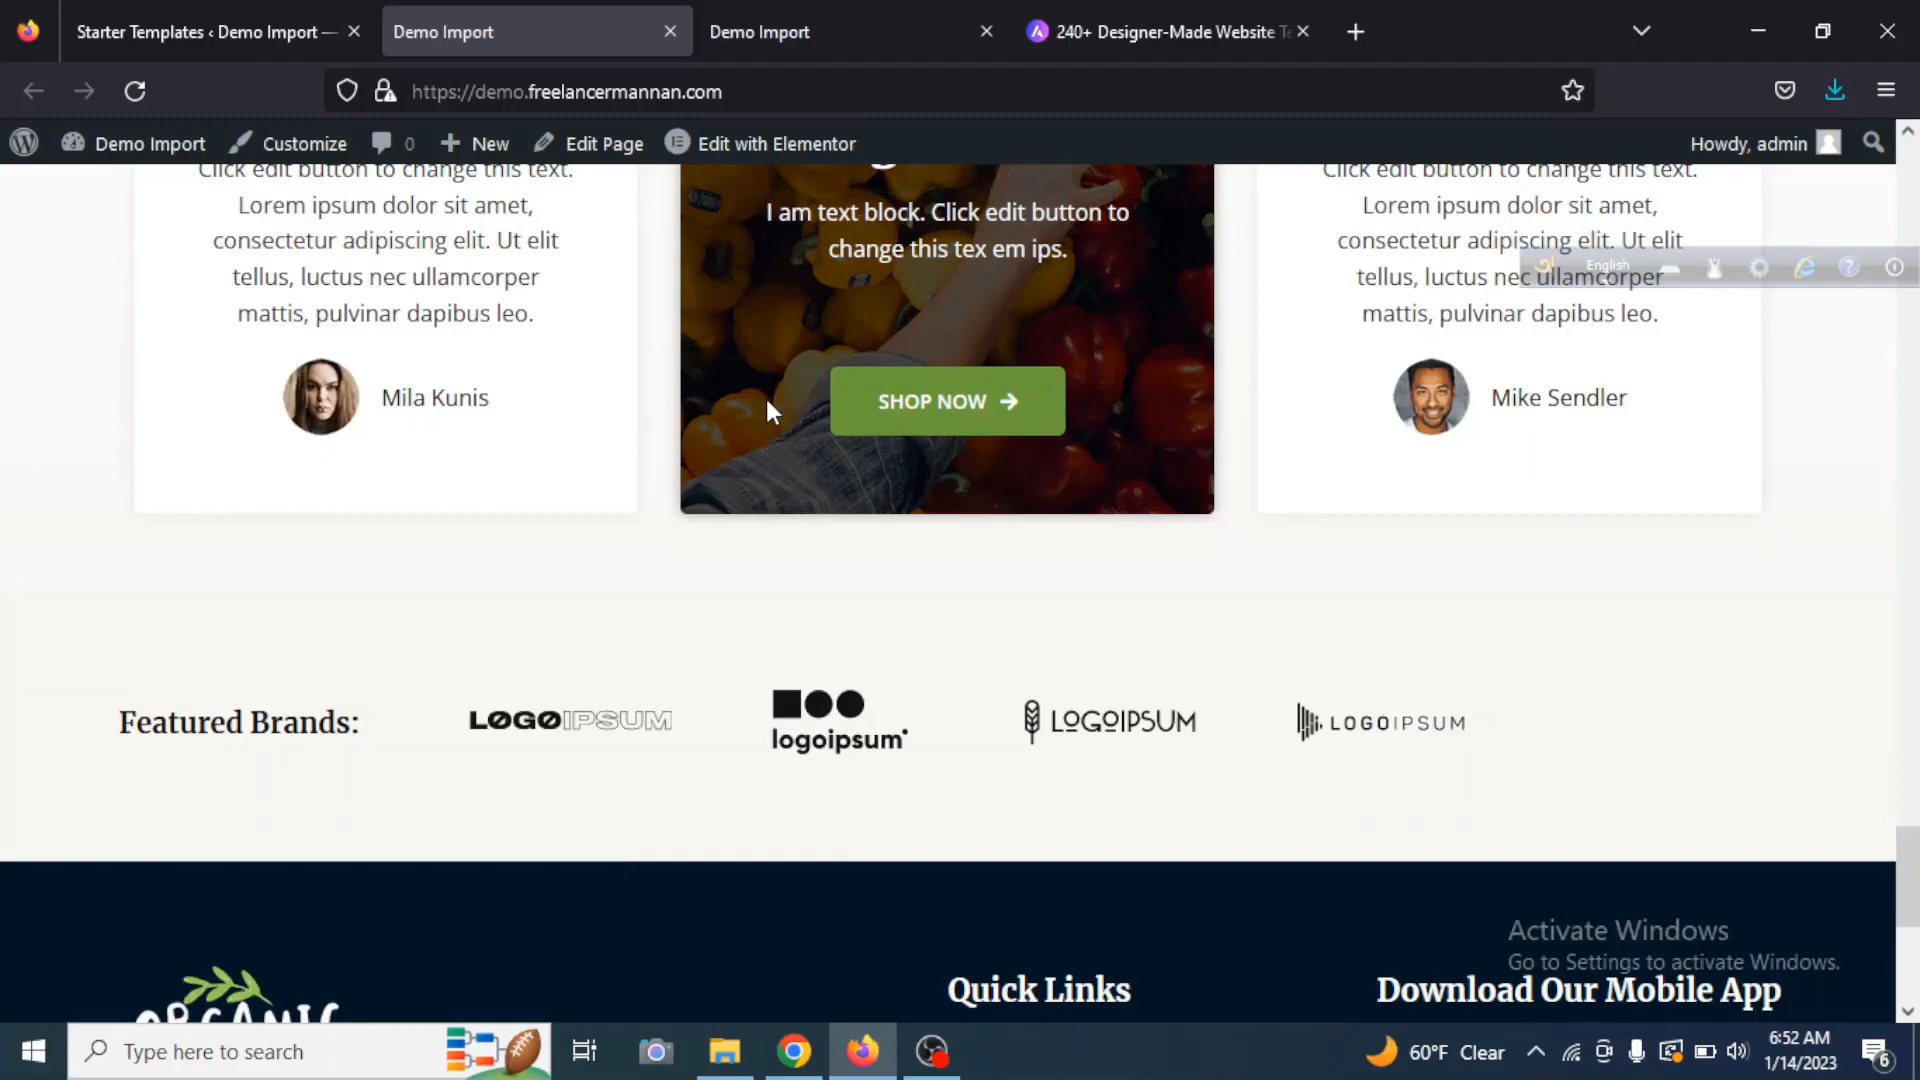 Starter Templates ‹ Demo Import —
Demo Import
Demo Import
240+ Designer-Made Website Te
https://demo.freelancermannan.com
Demo Import
Customize
0
New
Edit Page
Edit with Elementor
Howdy, admin
Click edit button to change this text.
Lorem ipsum dolor sit amet,
consectetur adipiscing elit. Ut elit
tellus, luctus nec ullamcorper
mattis, pulvinar dapibus leo.
Mila Kunis
I am text block. Click edit button to
change this tex em ips.
SHOP NOW
Click edit button to change this text.
Lorem ipsum dolor sit amet,
consectetur adipiscing elit. Ut elit
tellus, luctus nec ullamcorper
mattis, pulvinar dapibus leo.
English
Mike Sendler
Featured Brands:
LOGOIPSUM
logoipsum
LOGOIPSUM
LOGOIPSUM
Activate Windows
Go to Settings to activate Windows.
ORGANIC
Quick Links
Download Our Mobile App
Type here to search
60°F Clear
6:52 AM
1/14/2023
6